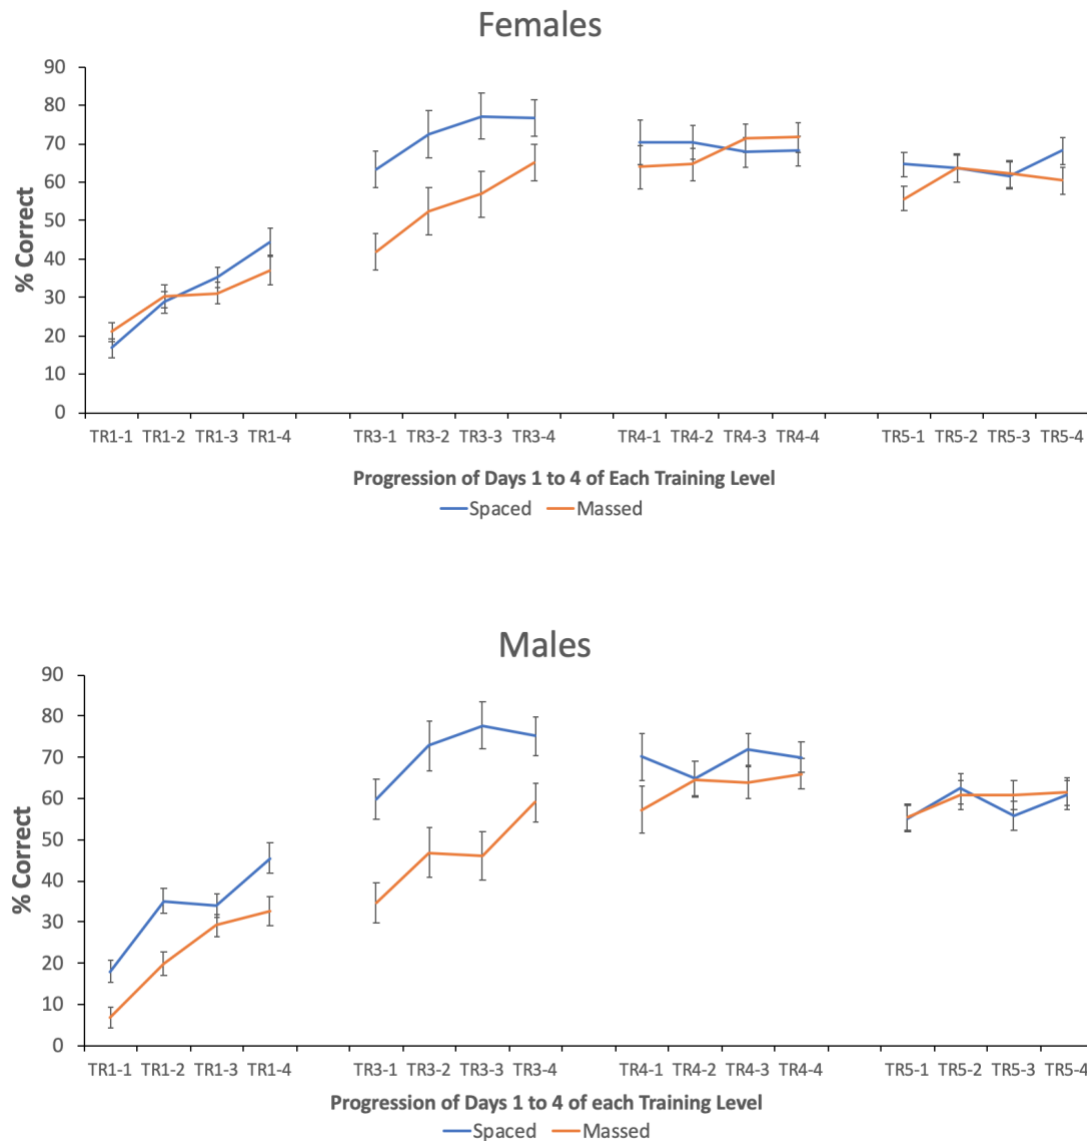 Females
90
80
70
60
50
40
30
20
10
0
% Correct
TR1-1 TR1-2 TR1-3 TR1-4 TR3-1 TR3-2 TR3-3 TR3-4 TR4-1 TR4-2 TR4-3 TR4-4 TR5-1 TR5-2 TR5-3 TR5-4
Progression of Days 1 to 4 of Each Training Level
Spaced Massed
Males
90
80
70
60
50
40
30
20
10
0
% Correct
TR1-1 TR1-2 TR1-3 TR1-4 TR3-1 TR3-2 TR3-3 TR3-4 TR4-1 TR4-2 TR4-3 TR4-4 TR5-1 TR5-2 TR5-3 TR5-4
Progression of Days 1 to 4 of each Training Level
Spaced Massed